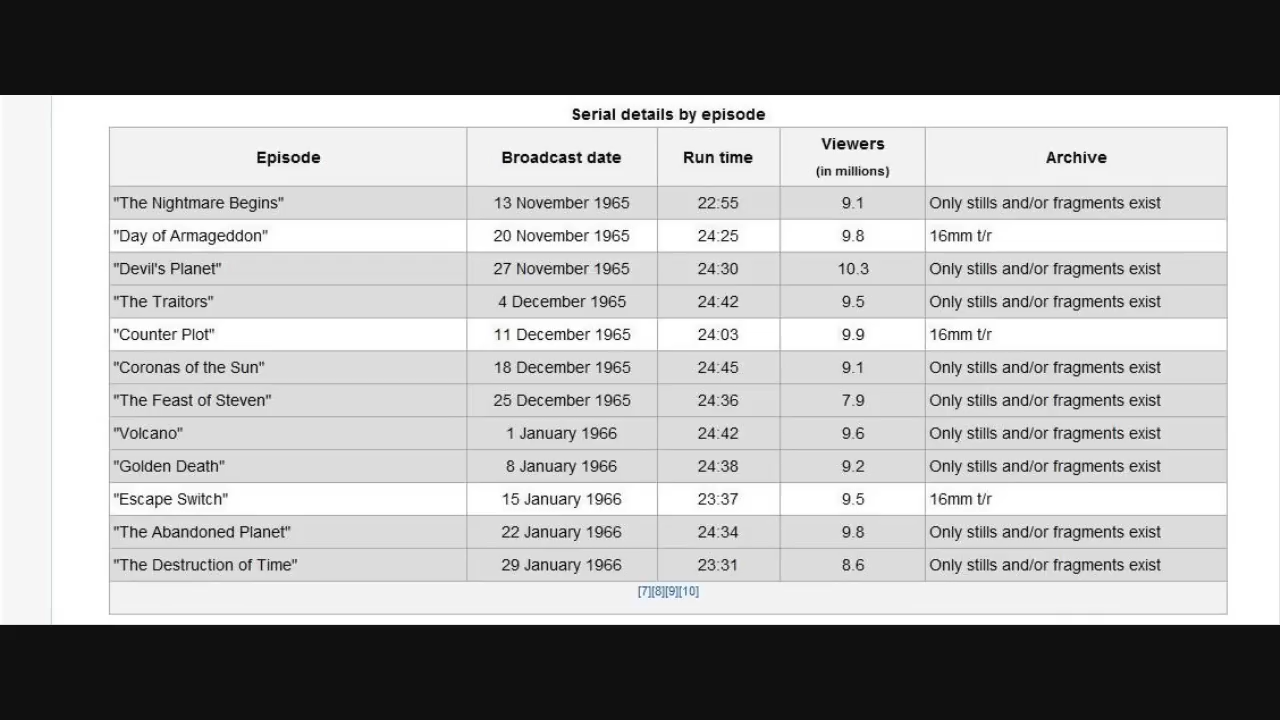 Serial details by episode
Episode Broadcast date Run time Viewers (in millions) Archive
"The Nightmare Begins" 13 November 1965 22:55 9.1 Only stills and/or fragments exist
"Day of Armageddon" 20 November 1965 24:25 9.8 16mm t/r
"Devil's Planet" 27 November 1965 24:30 10.3 Only stills and/or fragments exist
"The Traitors" 4 December 1965 24:42 9.5 Only stills and/or fragments exist
"Counter Plot" 11 December 1965 24:03 9.9 16mm t/r
"Coronas of the Sun" 18 December 1965 24:45 9.1 Only stills and/or fragments exist
"The Feast of Steven" 25 December 1965 24:36 7.9 Only stills and/or fragments exist
"Volcano" 1 January 1966 24:42 9.6 Only stills and/or fragments exist
"Golden Death" 8 January 1966 24:38 9.2 Only stills and/or fragments exist
"Escape Switch" 15 January 1966 23:37 9.5 16mm t/r
"The Abandoned Planet" 22 January 1966 24:34 9.8 Only stills and/or fragments exist
"The Destruction of Time" 29 January 1966 23:31 8.6 Only stills and/or fragments exist
[7][8][9][10]